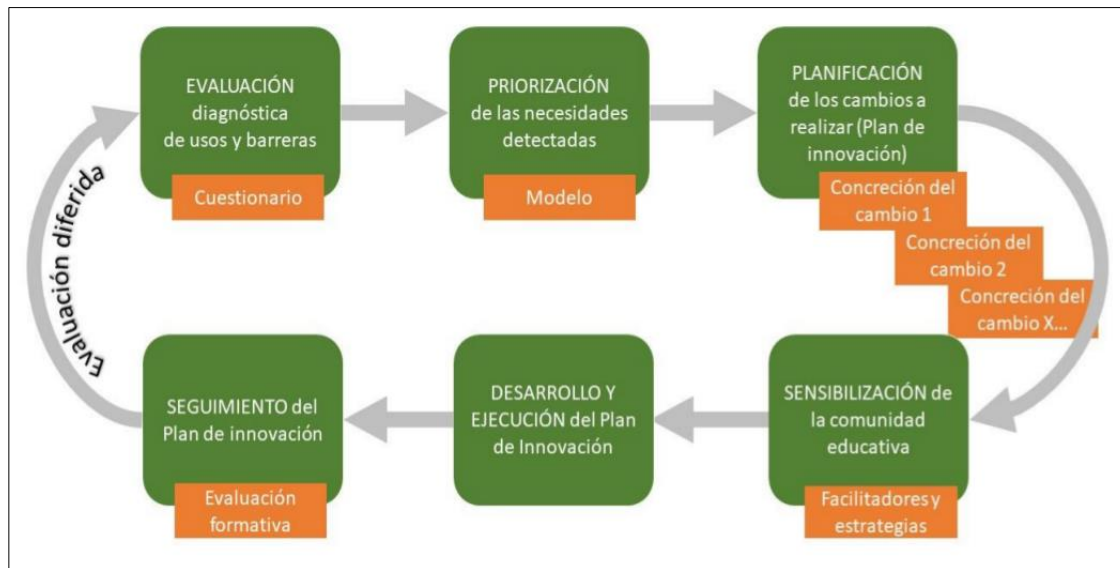 EVALUACIÓN
diagnóstica
de usos y barreras
Cuestionario
PRIORIZACIÓN
de las necesidades
detectadas
Modelo
PLANIFICACIÓN
de los cambios a
realizar (Plan de
innovación)
Concreción del
cambio 1
Concreción del
cambio 2
Concreción del
cambio X...
SENSIBILIZACIÓN de
la comunidad
educativa
Facilitadores y
estrategias
DESARROLLO Y
EJECUCIÓN del Plan
de Innovación
SEGUIMIENTO del
Plan de innovación
Evaluación
formativa
Evaluación diferida